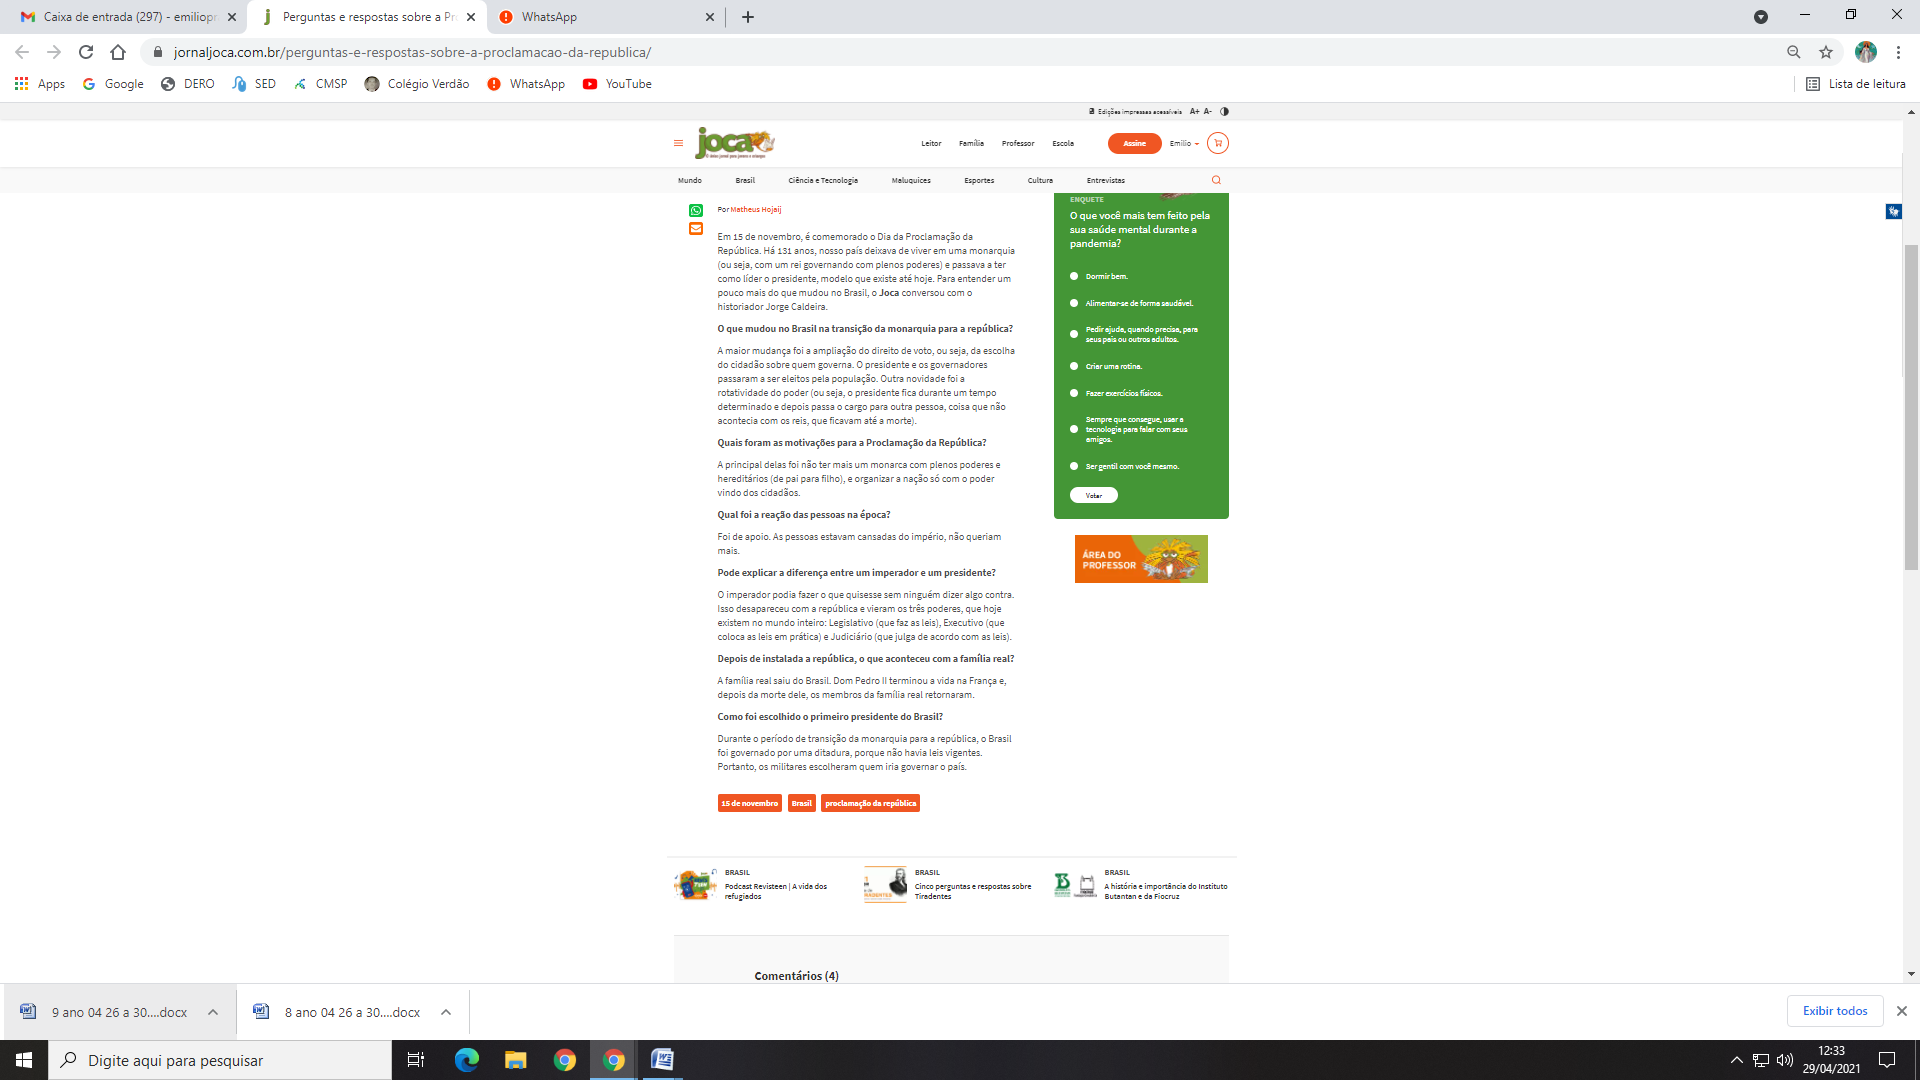 Caixa de entrada (297) - emiliopr
Perguntas e respostas sobre a Pr
WhatsApp
jornaljoca.com.br/perguntas-e-respostas-sobre-a-proclamacao-da-republica/
Apps Google DERO SED CMSP Colégio Verdão WhatsApp YouTube
Lista de leitura
Edições impressas acessíveis A+ A-
joca
Leitor Família Professor Escola Assine Emilio
Mundo Brasil Ciência e Tecnologia Maluquices Esportes Cultura Entrevistas
Por Matheus Hojaij
Em 15 de novembro, é comemorado o Dia da Proclamação da
República. Há 131 anos, nosso país deixava de viver em uma monarquia
(ou seja, com um rei governando com plenos poderes) e passava a ter
como líder o presidente, modelo que existe até hoje. Para entender um
pouco mais do que mudou no Brasil, o Joca conversou com o
historiador Jorge Caldeira.
O que mudou no Brasil na transição da monarquia para a república?
A maior mudança foi a ampliação do direito de voto, ou seja, da escolha
do cidadão sobre quem governa. O presidente e os governadores
passaram a ser eleitos pela população. Outra novidade foi a
rotatividade do poder (ou seja, o presidente fica durante um tempo
determinado e depois passa o cargo para outra pessoa, coisa que não
acontecia com os reis, que ficavam até a morte).
Quais foram as motivações para a Proclamação da República?
A principal delas foi não ter mais um monarca com plenos poderes e
hereditários (de pai para filho), e organizar a nação só com o poder
vindo dos cidadãos.
Qual foi a reação das pessoas na época?
Foi de apoio. As pessoas estavam cansadas do império, não queriam
mais.
Pode explicar a diferença entre um imperador e um presidente?
O imperador podia fazer o que quisesse sem ninguém dizer algo contra.
Isso desapareceu com a república e vieram os três poderes, que hoje
existem no mundo inteiro: Legislativo (que faz as leis), Executivo (que
coloca as leis em prática) e Judiciário (que julga de acordo com as leis).
Depois de instalada a república, o que aconteceu com a família real?
A família real saiu do Brasil. Dom Pedro II terminou a vida na França e,
depois da morte dele, os membros da família real retornaram.
Como foi escolhido o primeiro presidente do Brasil?
Durante o período de transição da monarquia para a república, o Brasil
foi governado por uma ditadura, porque não havia leis vigentes.
Portanto, os militares escolheram quem iria governar o país.
15 de novembro Brasil proclamação da república
ENQUETE
O que você mais tem feito pela
sua saúde mental durante a
pandemia?
Dormir bem.
Alimentar-se de forma saudável.
Pedir ajuda, quando precisa, para
seus pais ou outros adultos.
Criar uma rotina.
Fazer exercícios físicos.
Sempre que consegue, usar a
tecnologia para falar com seus
amigos.
Ser gentil com você mesmo.
Votar
ÁREA DO
PROFESSOR
BRASIL
Podcast Revisteen | A vida dos
refugiados
BRASIL
Cinco perguntas e respostas sobre
Tiradentes
BRASIL
A história e importância do Instituto
Butantan e da Fiocruz
Comentários (4)
9 ano 04 26 a 30....docx
8 ano 04 26 a 30....docx
Exibir todos
Digite aqui para pesquisar
12:33
29/04/2021